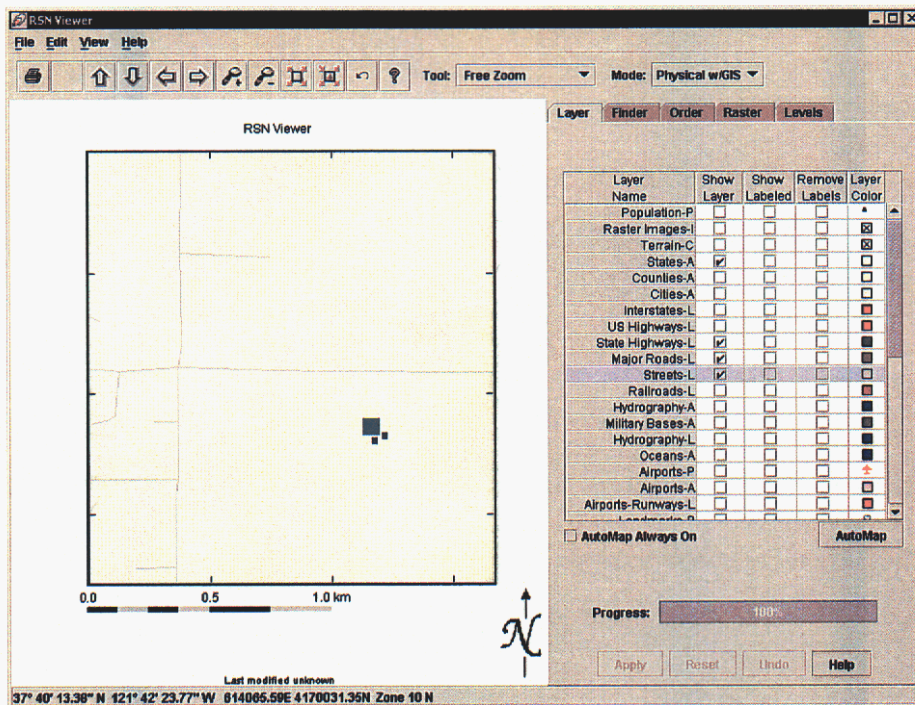 RSN Viewer
File Edit View Help
Tool: Free Zoom Mode: Physical w/GIS
Layer Finder Order Raster Levels
RSN Viewer
Layer Name Show Layer Show Labeled Remove Labels Layer Color
Population-P
Raster Images-I
Terrain-C
States-A
Counties-A
Cities-A
Interstates-L
US Highways-L
State Highways-L
Major Roads-L
Streets-L
Railroads-L
Hydrography-A
Military Bases-A
Hydrography-L
Oceans-A
Airports-P
Airports-A
Airports-Runways-L
Landmarks-P
AutoMap Always On AutoMap
0.0 0.5 1.0 km
N
Progress: 100%
Apply Reset Undo Help
Last modified unknown
37° 40' 13.36" N 121° 42' 23.77" W 614065.59E 4170031.35N Zone 10 N